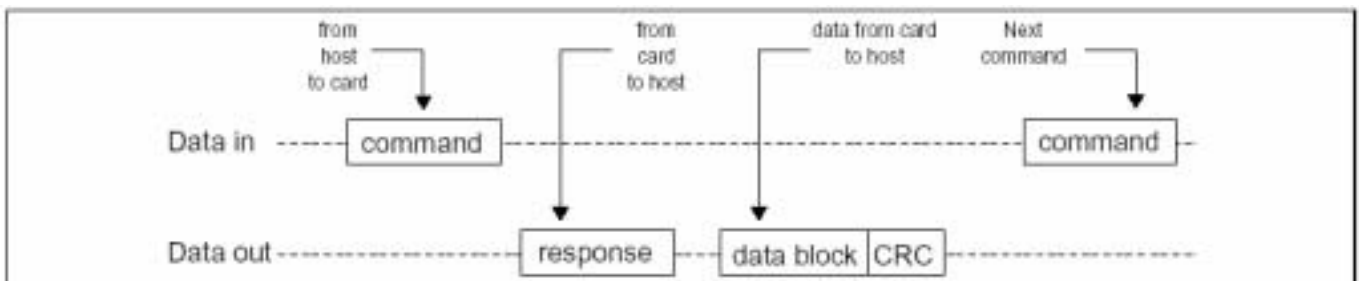 from
host
to card
from
card
to host
data from card
to host
Next
command
Data in
command
command
Data out
response
data block
CRC